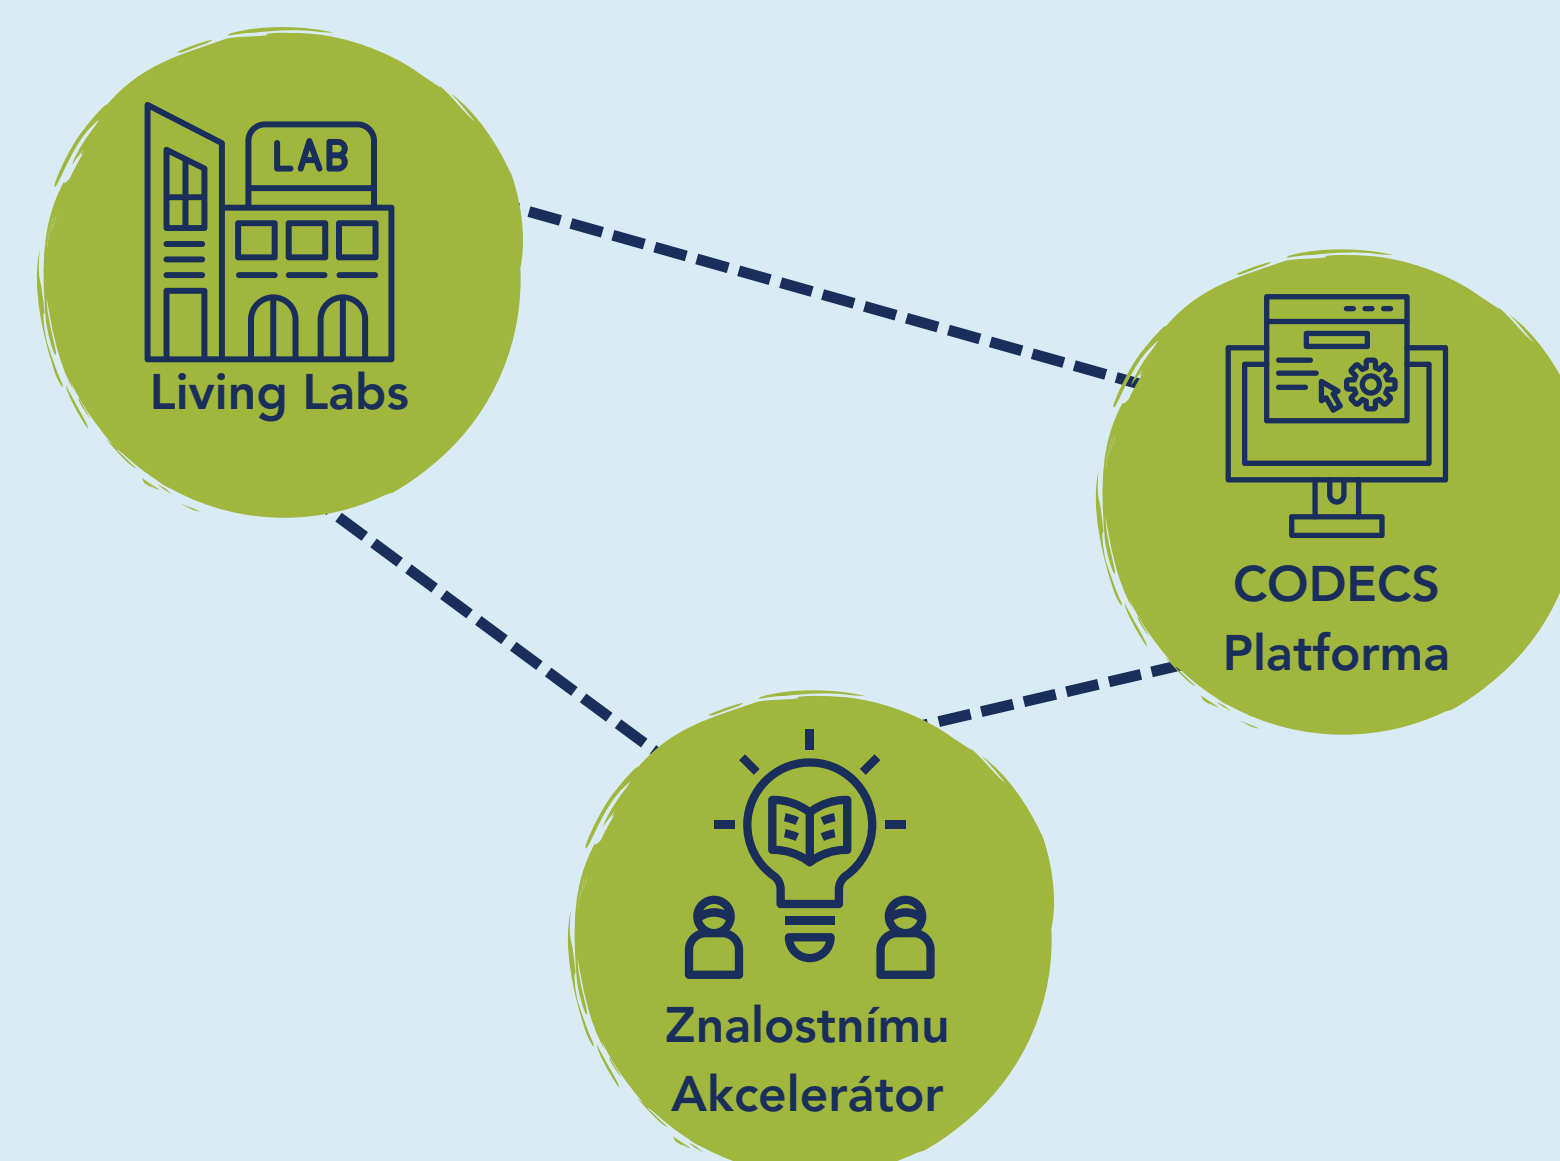 LAB
Living Labs
CODECS
Platforma
Znalostnímu
Akcelerátor